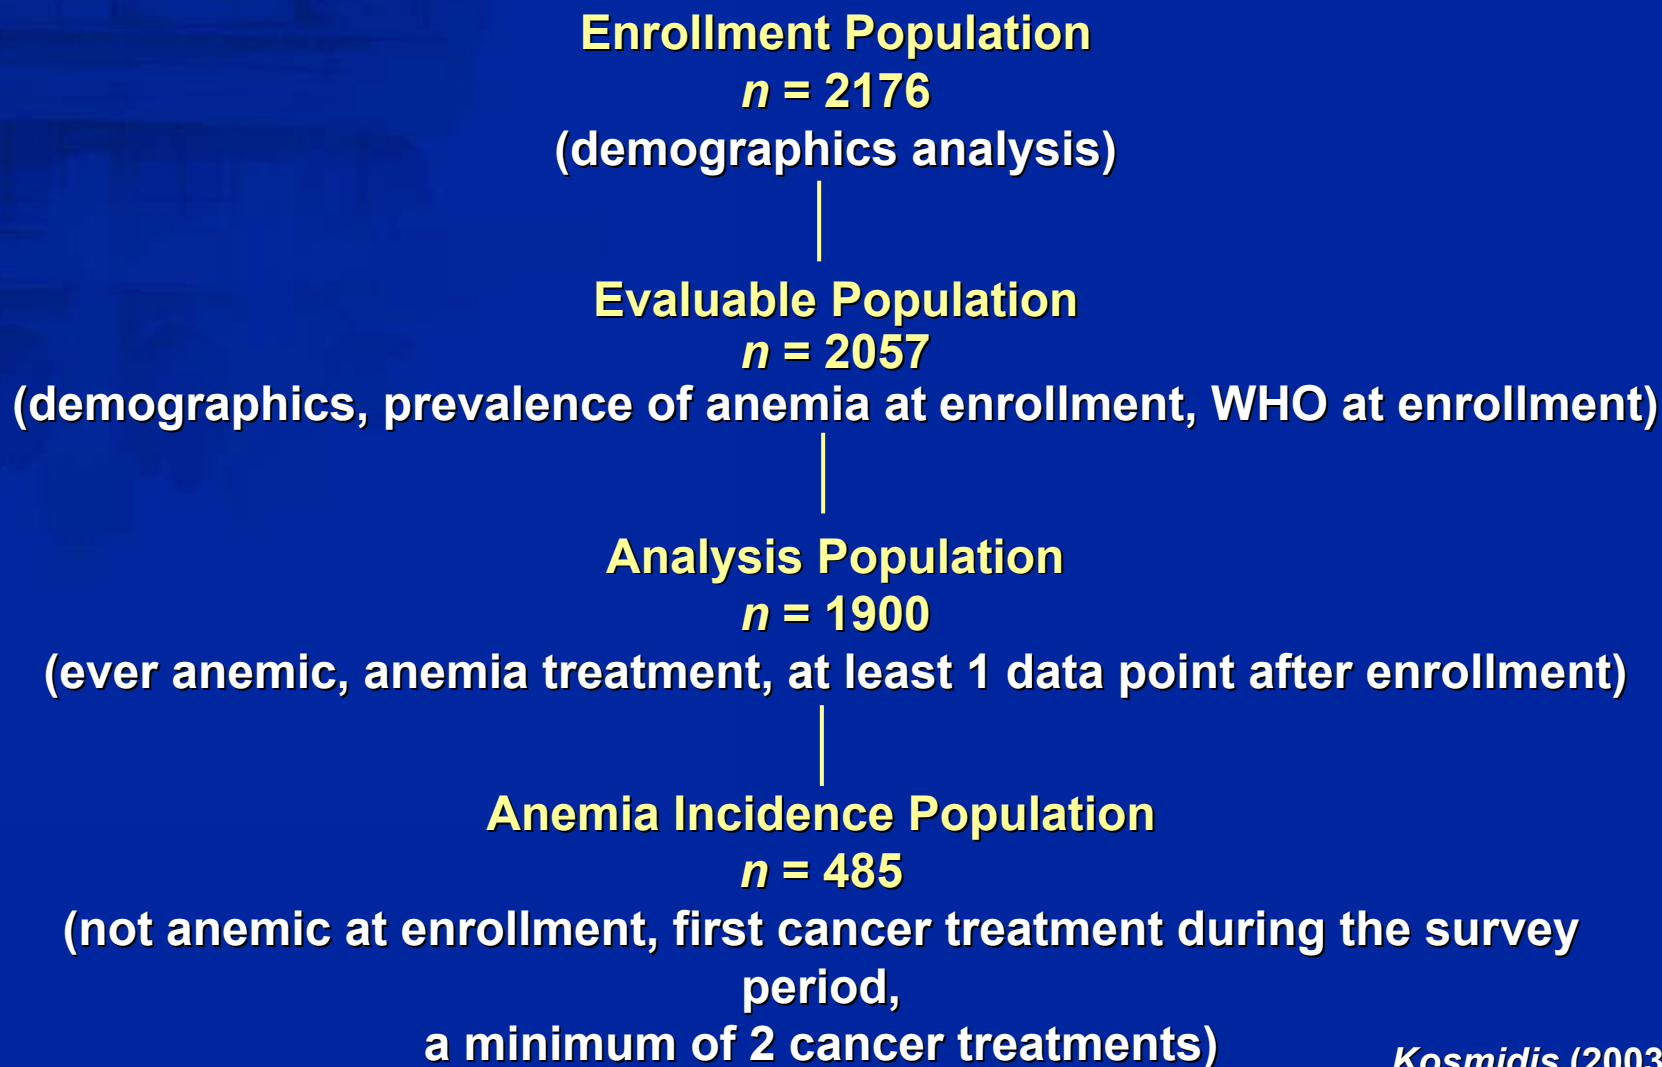 Enrollment Population
n = 2176
(demographics analysis)
Evaluable Population
n = 2057
(demographics, prevalence of anemia at enrollment, WHO at enrollment)
Analysis Population
n = 1900
(ever anemic, anemia treatment, at least 1 data point after enrollment)
Anemia Incidence Population
n = 485
(not anemic at enrollment, first cancer treatment during the survey
period,
a minimum of 2 cancer treatments)
Kosmidis (2003